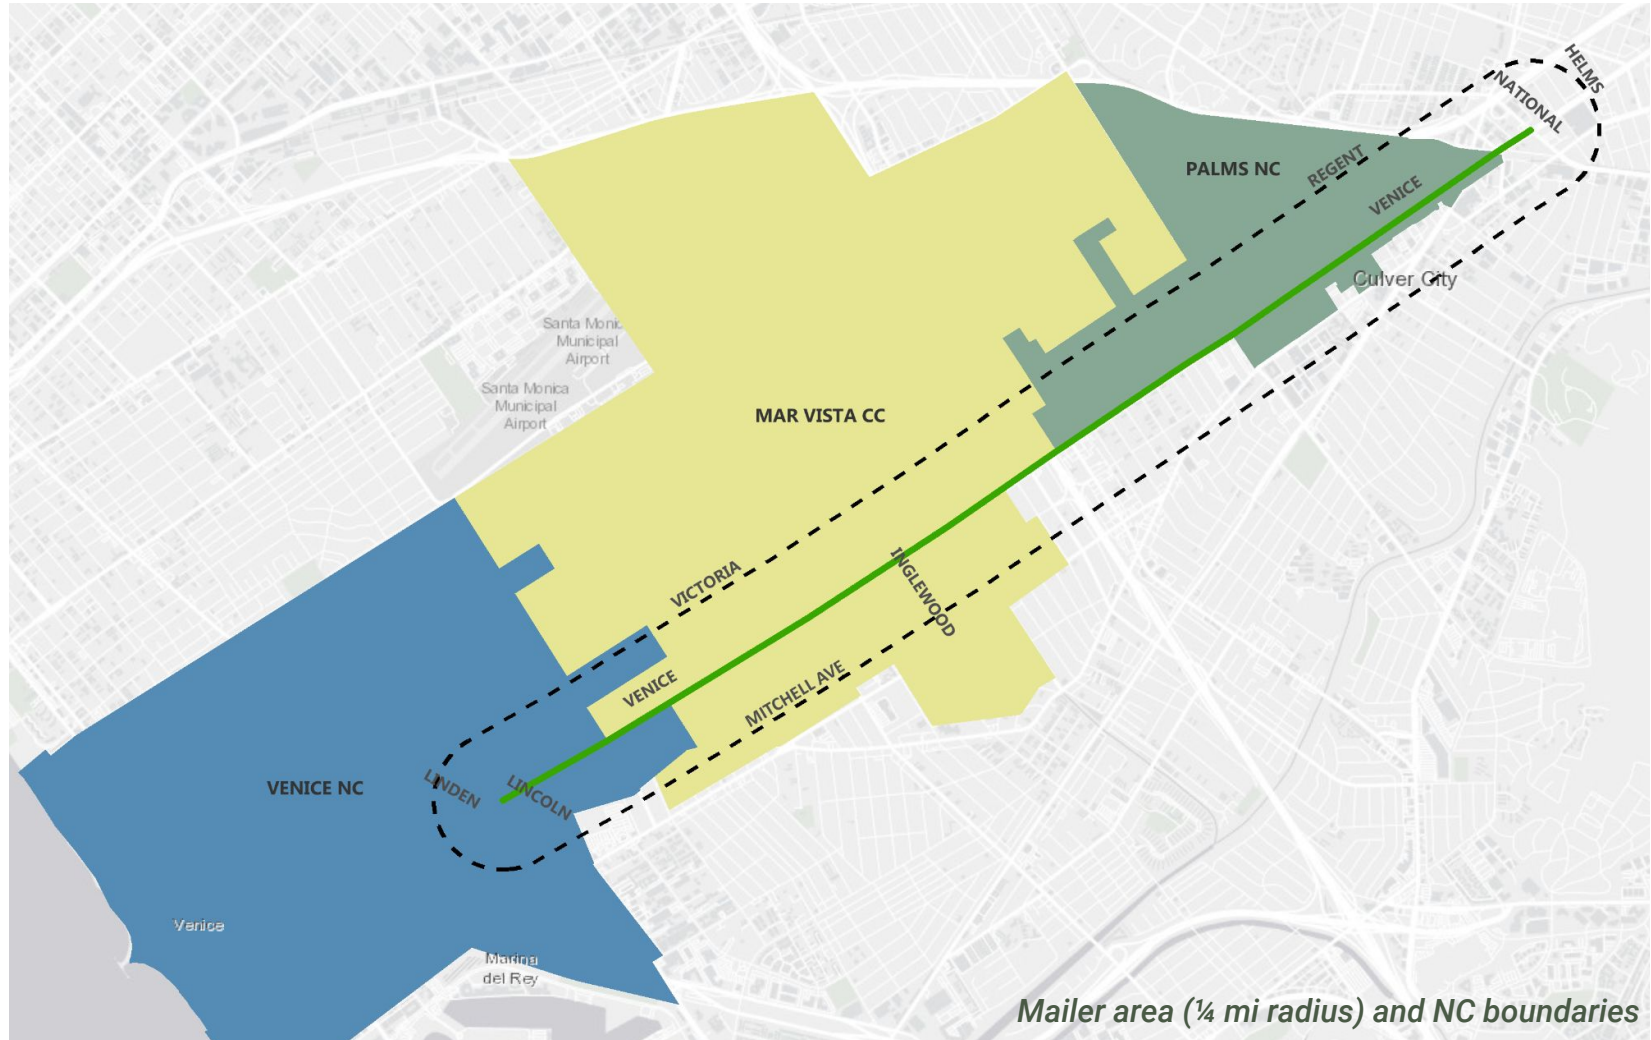 HELMS
NATIONAL
REGENT
PALMS NC
VENICE
Culver City
Santa Monic
Municipal
Airport
Santa Monica
Municipal
Airport
MAR VISTA CC
INGLEWOOD
VICTORIA
VENICE
MITCHELL AVE
LINDEN
LINCOLN
VENICE NC
Venice
Marina
del Rey
Mailer area (¼ mi radius) and NC boundaries